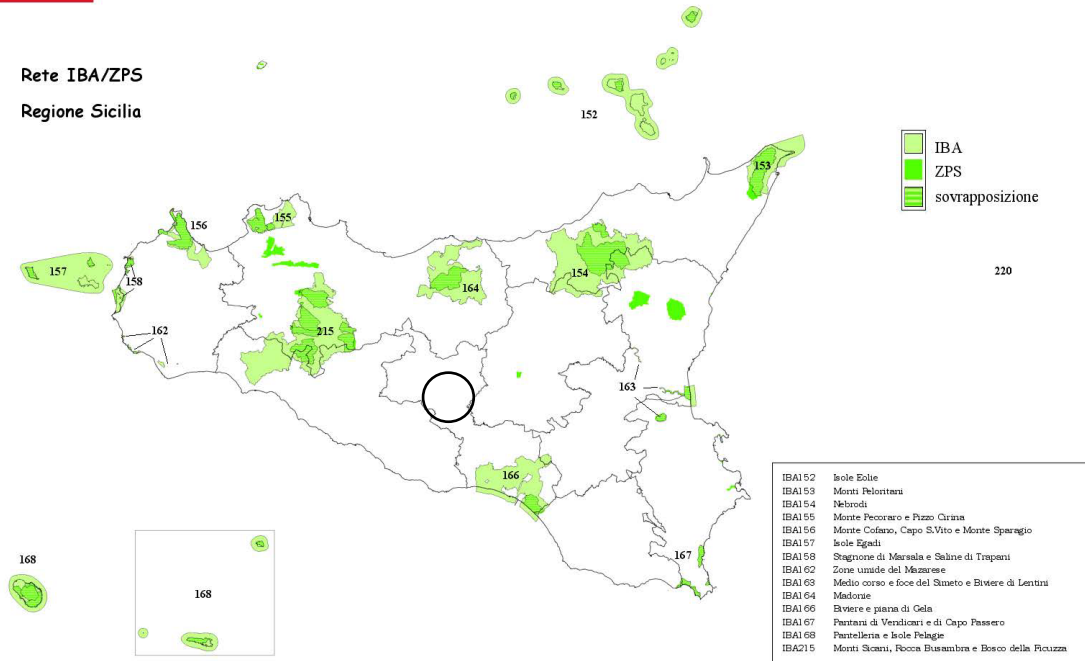 Rete IBA/ZPS
Regione Sicilia
152
153
IBA
ZPS
sovrapposizione
155
156
157
158
154
164
220
215
162
163
166
167
168
168
IBA152 Isole Eolie
IBA153 Monti Peloritani
IBA154 Nebrodi
IBA155 Monte Pecoraro e Pizzo Cirina
IBA156 Monte Cofano, Capo S.Vito e Monte Sparagio
IBA157 Isole Egadi
IBA158 Stagnone di Marsala e Saline di Trapani
IBA162 Zone umide del Mazarese
IBA163 Medio corso e foce del Simeto e Biviere di Lentini
IBA164 Madonie
IBA166 Biviere e piana di Gela
IBA167 Pantani di Vendicari e di Capo Passero
IBA168 Pantelleria e Isole Pelagie
IBA215 Monti Sicani, Rocca Busambra e Bosco della Ficuzza